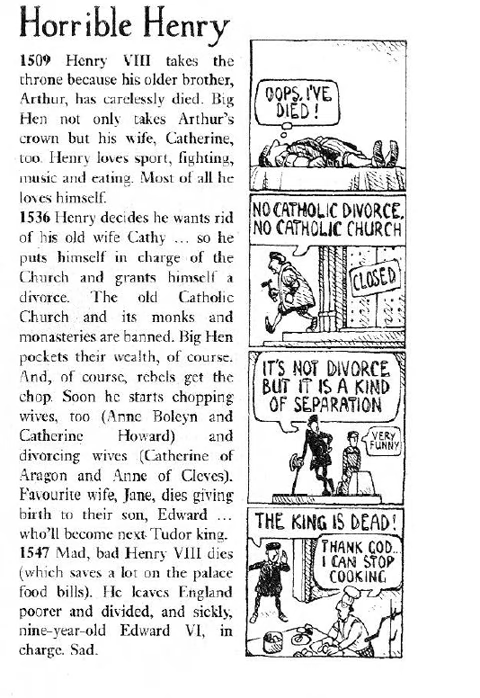 Horrible Henry
1509 Henry VIII takes the
throne because his older brother,
Arthur, has carelessly died. Big
Hen not only takes Arthur's
crown but his wife, Catherine,
too. Henry loves sport, fighting,
music and eating. Most of all he
loves himself.
1536 Henry decides he wants rid
of his old wife Cathy ... so he
puts himself in charge of the
Church and grants himself a
divorce. The old Catholic
Church and its monks and
monasteries are banned. Big Hen
pockets their wealth, of course.
And, of course, rebels get the
chop. Soon he starts chopping
wives, too (Anne Boleyn and
Catherine Howard) and
divorcing wives (Catherine of
Aragon and Anne of Cleves).
Favourite wife, Jane, dies giving
birth to their son, Edward ...
who'll become next Tudor king.
1547 Mad, bad Henry VIII dies
(which saves a lot on the palace
food bills). He leaves England
poorer and divided, and sickly,
nine-year-old Edward VI, in
charge. Sad.
OOPS, I'VE
DIED!
NO CATHOLIC DIVORCE,
NO CATHOLIC CHURCH
CLOSED
IT'S NOT DIVORCE
BUT IT IS A KIND
OF SEPARATION
VERY
FUNNY
THE KING IS DEAD!
THANK GOD..
I CAN STOP
COOKING